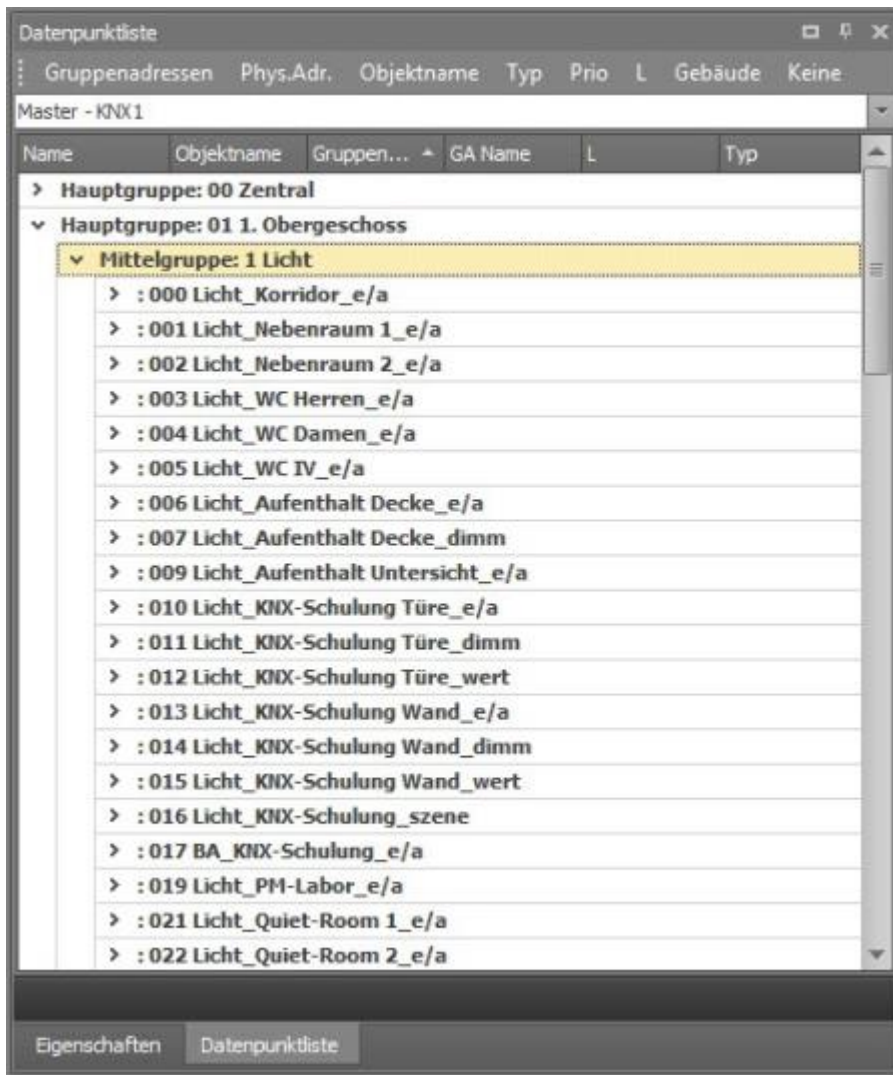 Datenpunktliste
Gruppenadressen Phys.Adr. Objektname Typ Prio L Gebäude Keine
Master - KNX1
Name Objektname Gruppen... GA Name L Typ
Hauptgruppe: 00 Zentral
Hauptgruppe: 01 1. Obergeschoss
Mittelgruppe: 1 Licht
: 000 Licht_Korridor_e/a
: 001 Licht_Nebenraum 1_e/a
: 002 Licht_Nebenraum 2_e/a
: 003 Licht_WC Herren_e/a
: 004 Licht_WC Damen_e/a
: 005 Licht_WC IV_e/a
: 006 Licht_Aufenthalt Decke_e/a
: 007 Licht_Aufenthalt Decke_dimm
: 009 Licht_Aufenthalt Untersicht_e/a
: 010 Licht_KNX-Schulung Türe_e/a
: 011 Licht_KNX-Schulung Türe_dimm
: 012 Licht_KNX-Schulung Türe_wert
: 013 Licht_KNX-Schulung Wand_e/a
: 014 Licht_KNX-Schulung Wand_dimm
: 015 Licht_KNX-Schulung Wand_wert
: 016 Licht_KNX-Schulung_szene
: 017 BA_KNX-Schulung_e/a
: 019 Licht_PM-Labor_e/a
: 021 Licht_Quiet-Room 1_e/a
: 022 Licht_Quiet-Room 2_e/a
Eigenschaften Datenpunktliste